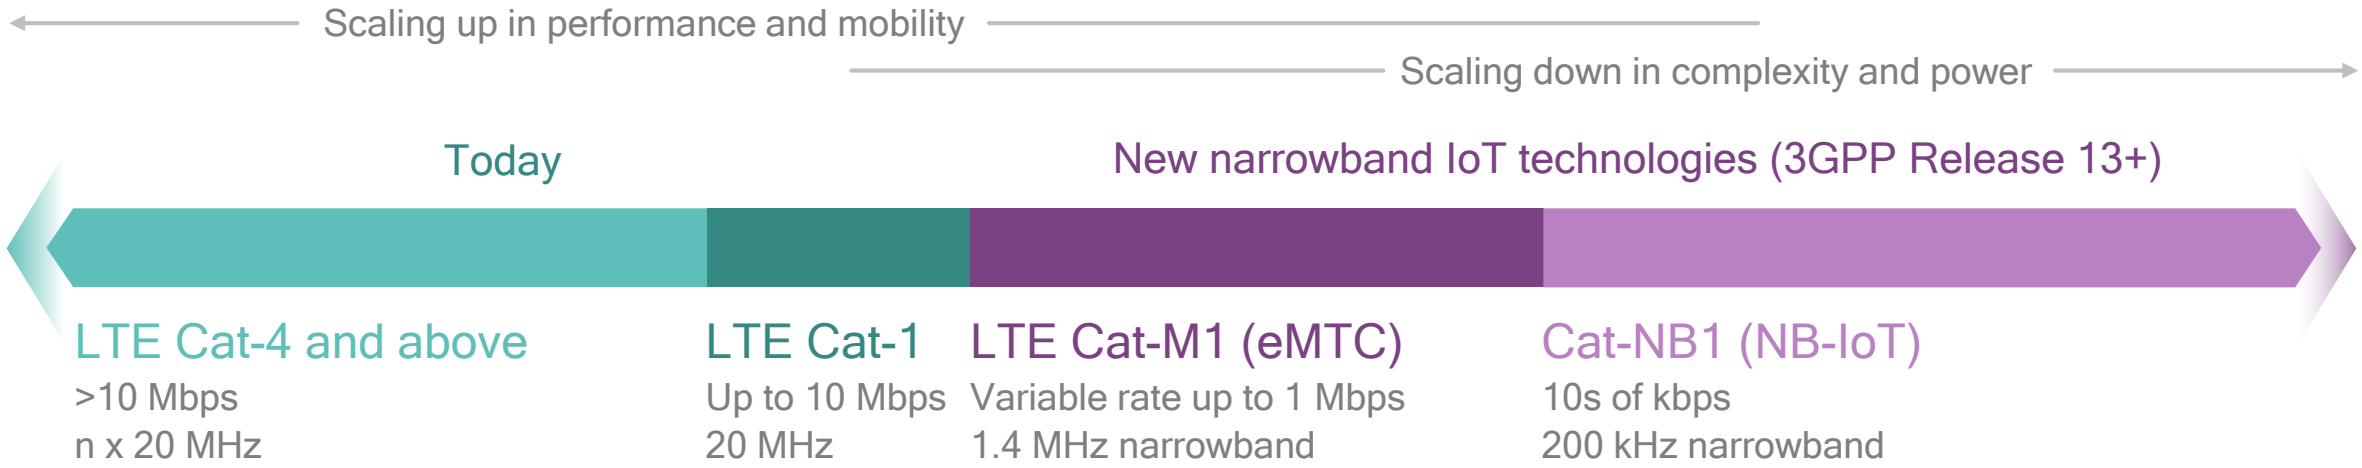 Scaling up in performance and mobility
Scaling down in complexity and power
Today
New narrowband IoT technologies (3GPP Release 13+)
LTE Cat-4 and above
>10 Mbps
n x 20 MHz
LTE Cat-1
Up to 10 Mbps
20 MHz
LTE Cat-M1 (eMTC)
Variable rate up to 1 Mbps
1.4 MHz narrowband
Cat-NB1 (NB-IoT)
10s of kbps
200 kHz narrowband